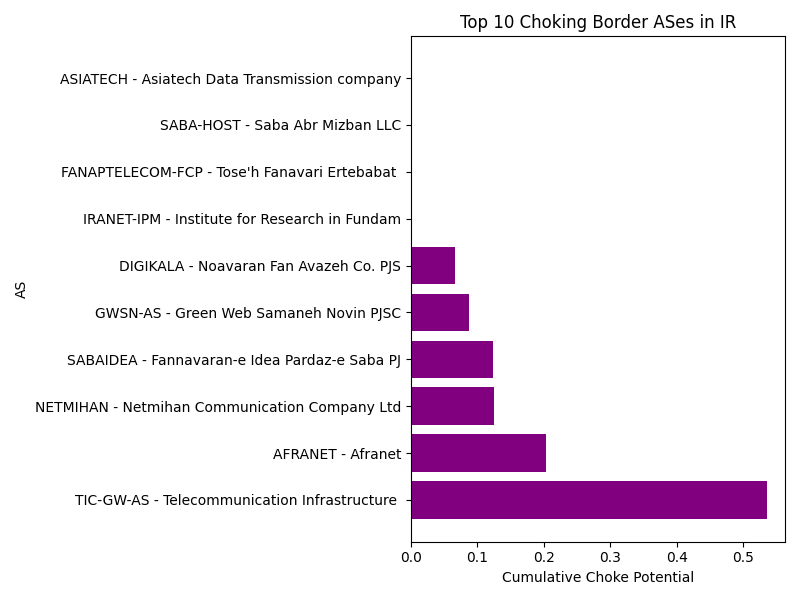 Top 10 Choking Border ASes in IR
ASIATECH - Asiatech Data Transmission company
SABA-HOST - Saba Abr Mizban LLC
FANAPTELECOM-FCP - Tose'h Fanavari Ertebabat
IRANET-IPM - Institute for Research in Fundam
DIGIKALA - Noavaran Fan Avazeh Co. PJS
GWSN-AS - Green Web Samaneh Novin PJSC
SABAIDEA - Fannavaran-e Idea Pardaz-e Saba PJ
NETMIHAN - Netmihan Communication Company Ltd
AFRANET - Afranet
TIC-GW-AS - Telecommunication Infrastructure
AS
0.0 0.1 0.2 0.3 0.4 0.5
Cumulative Choke Potential